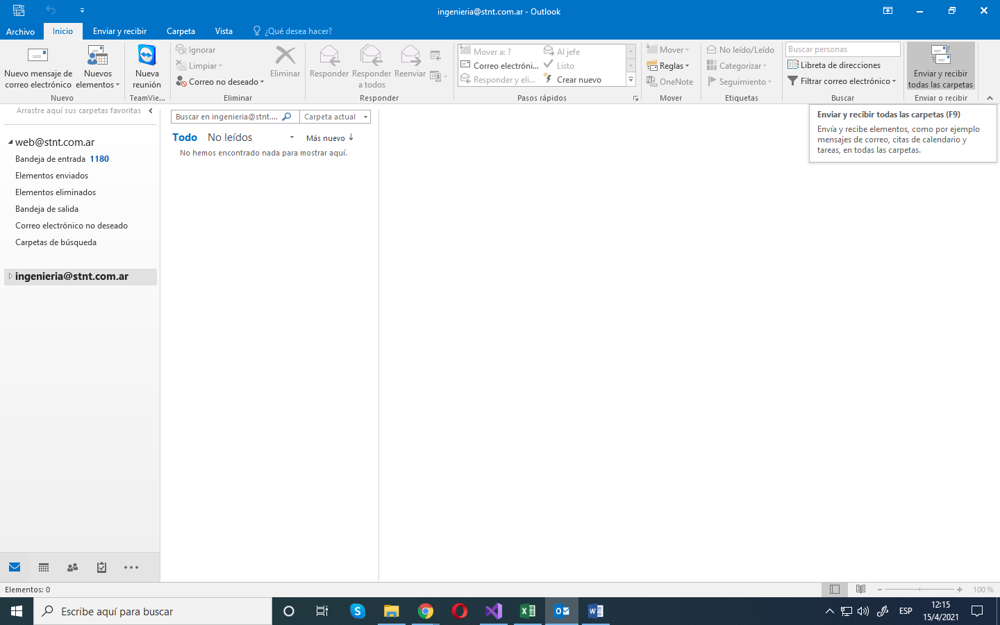 ingenieria@stnt.com.ar - Outlook
Archivo
Inicio
Enviar y recibir
Carpeta
Vista
¿Qué desea hacer?
Nuevo mensaje de
correo electrónico
Nuevos
elementos
Nuevo
Nueva
reunión
TeamVie...
Ignorar
Limpiar
Correo no deseado
Eliminar
Eliminar
Responder
Responder
a todos
Reenviar
Responder
Mover a: ?
Correo electróni...
Responder y eli...
Al jefe
Listo
Crear nuevo
Pasos rápidos
Mover
Reglas
OneNote
Mover
No leído/Leído
Categorizar
Seguimiento
Etiquetas
Buscar personas
Libreta de direcciones
Filtrar correo electrónico
Buscar
Enviar y recibir
todas las carpetas
Enviar o recibir
Enviar y recibir todas las carpetas (F9)
Envía y recibe elementos, como por ejemplo
mensajes de correo, citas de calendario y
tareas, en todas las carpetas.
Arrastre aquí sus carpetas favoritas
web@stnt.com.ar
Bandeja de entrada 1180
Elementos enviados
Elementos eliminados
Bandeja de salida
Correo electrónico no deseado
Carpetas de búsqueda
ingenieria@stnt.com.ar
Buscar en ingenieria@stnt....
Carpeta actual
Todo
No leídos
Más nuevo
No hemos encontrado nada para mostrar aquí.
Elementos: 0
100 %
Escribe aquí para buscar
ESP
12:15
15/4/2021